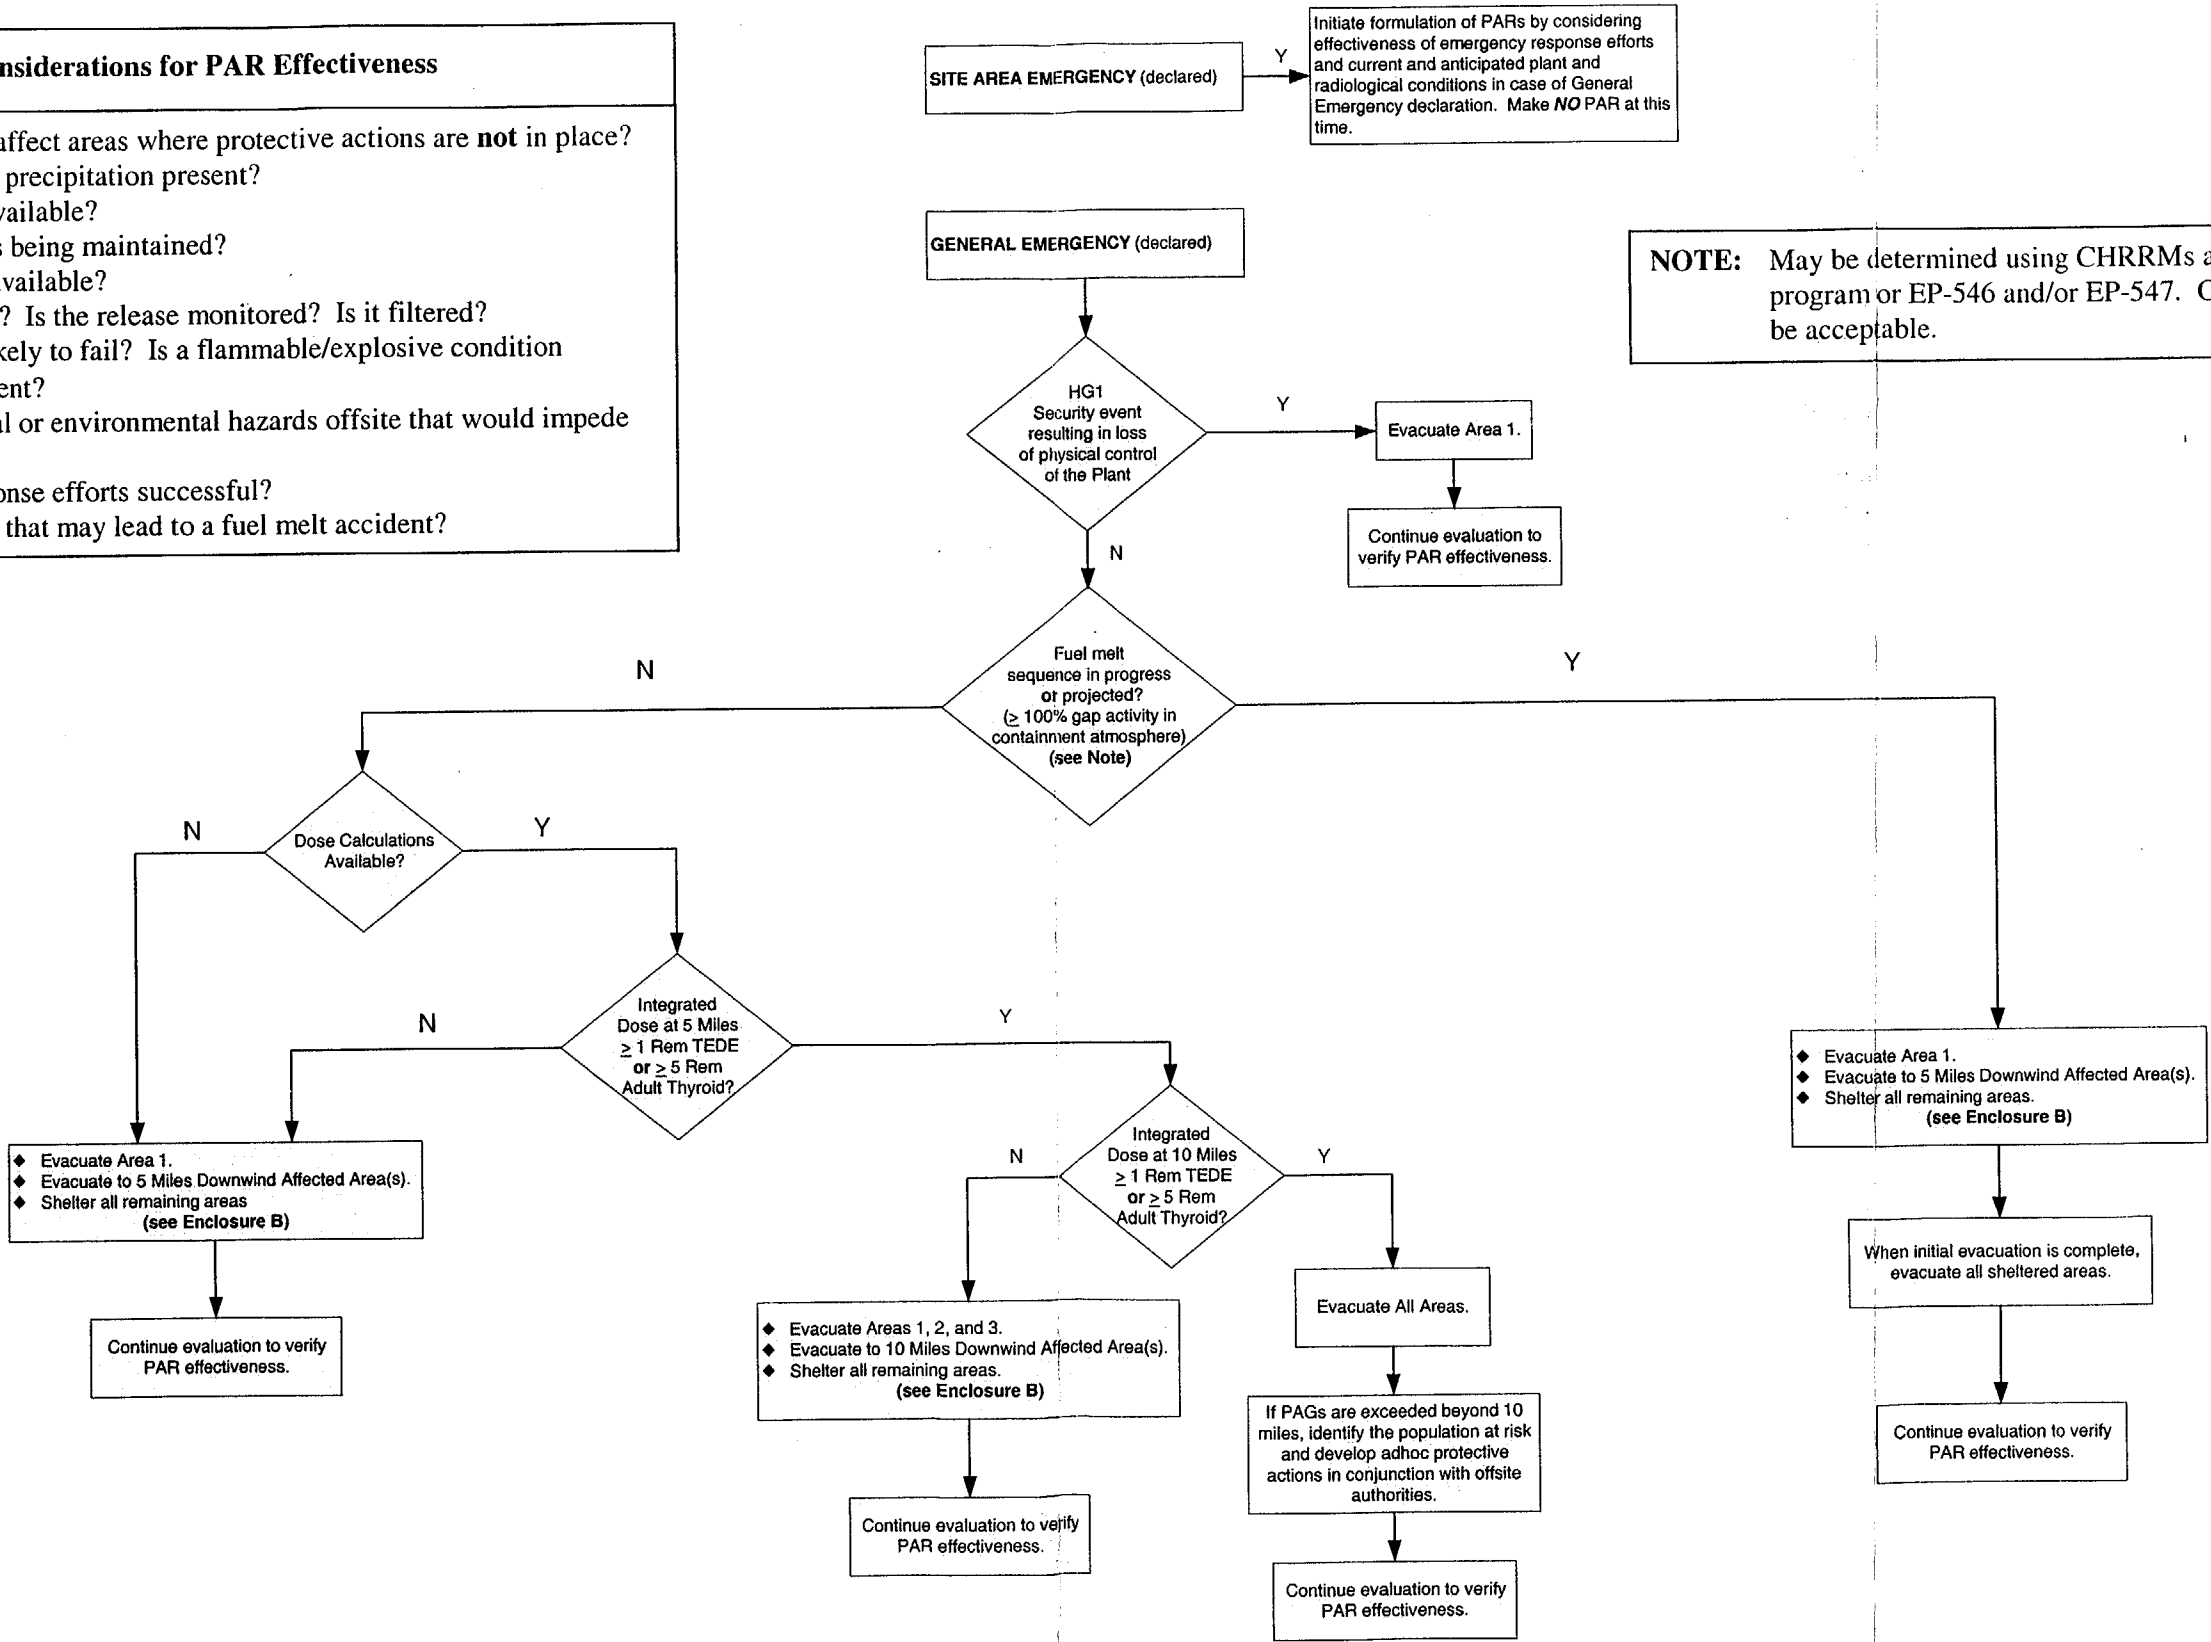 nsiderations for PAR Effectiveness
affect areas where protective actions are not in place?
precipitation present?
vailable?
s being maintained?
vailable?
? Is the release monitored? Is it filtered?
kely to fail? Is a flammable/explosive condition
ent?
al or environmental hazards offsite that would impede
onse efforts successful?
that may lead to a fuel melt accident?
SITE AREA EMERGENCY (declared)
Y
Initiate formulation of PARs by considering
effectiveness of emergency response efforts
and current and anticipated plant and
radiological conditions in case of General
Emergency declaration. Make NO PAR at this
time.
GENERAL EMERGENCY (declared)
NOTE: May be determined using CHRRMs a
program or EP-546 and/or EP-547. C
be acceptable.
HG1
Security event
resulting in loss
of physical control
of the Plant
Y
Evacuate Area 1.
Continue evaluation to
verify PAR effectiveness.
N
Fuel melt
sequence in progress
or projected?
(≥ 100% gap activity in
containment atmosphere)
(see Note)
N
Y
Dose Calculations
Available?
N
Y
Integrated
Dose at 5 Miles
≥ 1 Rem TEDE
or ≥ 5 Rem
Adult Thyroid?
N
Y
◆ Evacuate Area 1.
◆ Evacuate to 5 Miles Downwind Affected Area(s).
◆ Shelter all remaining areas
(see Enclosure B)
Continue evaluation to verify
PAR effectiveness.
Integrated
Dose at 10 Miles
≥ 1 Rem TEDE
or ≥ 5 Rem
Adult Thyroid?
N
Y
◆ Evacuate Areas 1, 2, and 3.
◆ Evacuate to 10 Miles Downwind Affected Area(s).
◆ Shelter all remaining areas.
(see Enclosure B)
Continue evaluation to verify
PAR effectiveness.
Evacuate All Areas.
If PAGs are exceeded beyond 10
miles, identify the population at risk
and develop adhoc protective
actions in conjunction with offsite
authorities.
Continue evaluation to verify
PAR effectiveness.
◆ Evacuate Area 1.
◆ Evacuate to 5 Miles Downwind Affected Area(s).
◆ Shelter all remaining areas.
(see Enclosure B)
When initial evacuation is complete,
evacuate all sheltered areas.
Continue evaluation to verify
PAR effectiveness.